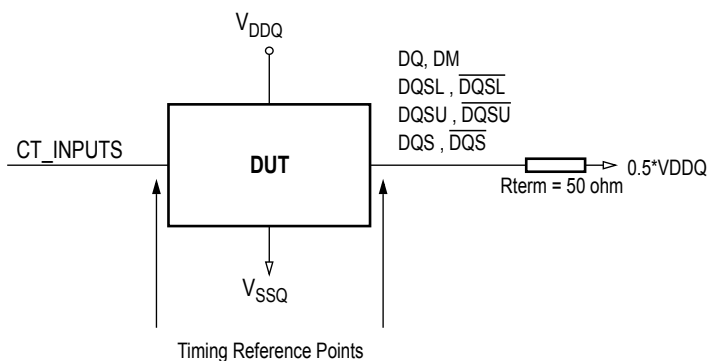 VDDQ
DQ, DM
DQSL , DQSL
DQSU , DQSU
DQS , DQS
CT_INPUTS
DUT
0.5*VDDQ
Rterm = 50 ohm
VSSQ
Timing Reference Points